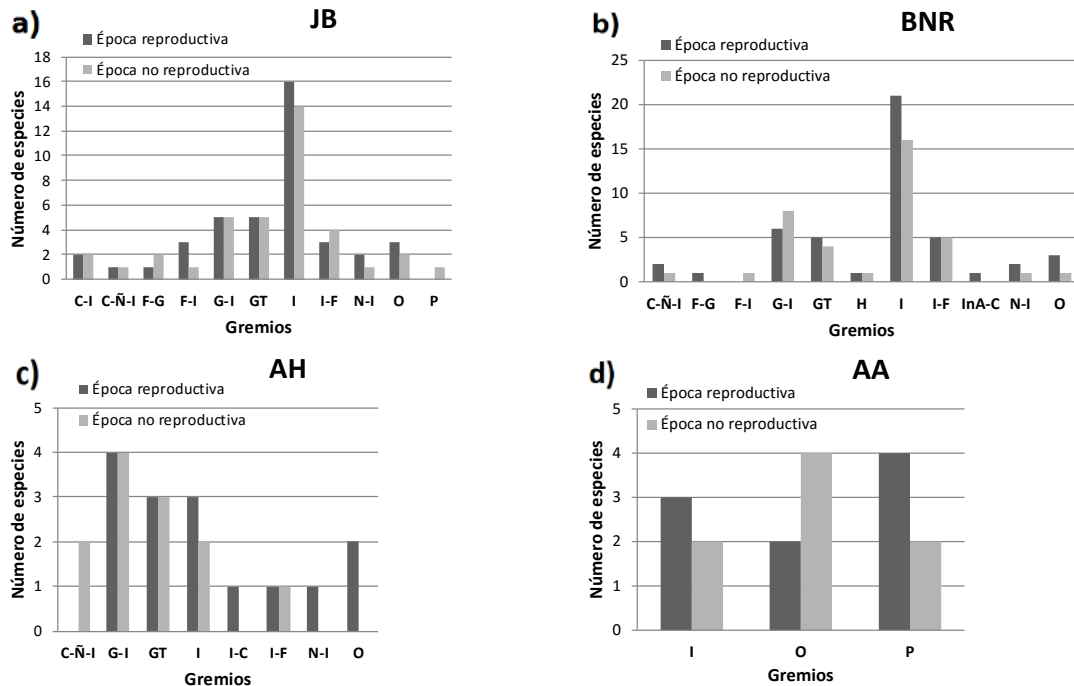 a)
JB
Época reproductiva
Época no reproductiva
Número de especies
18
16
14
12
10
8
6
4
2
0
C-I C-Ñ-I F-G F-I G-I GT I I-F N-I O P
Gremios
b)
BNR
Época reproductiva
Época no reproductiva
Número de especies
25
20
15
10
5
0
C-Ñ-I F-G F-I G-I GT H I I-F InA-C N-I O
Gremios
c)
AH
Época reproductiva
Época no reproductiva
Número de especies
5
4
3
2
1
0
C-Ñ-I G-I GT I I-C I-F N-I O
Gremios
d)
AA
Época reproductiva
Época no reproductiva
Número de especies
5
4
3
2
1
0
I O P
Gremios